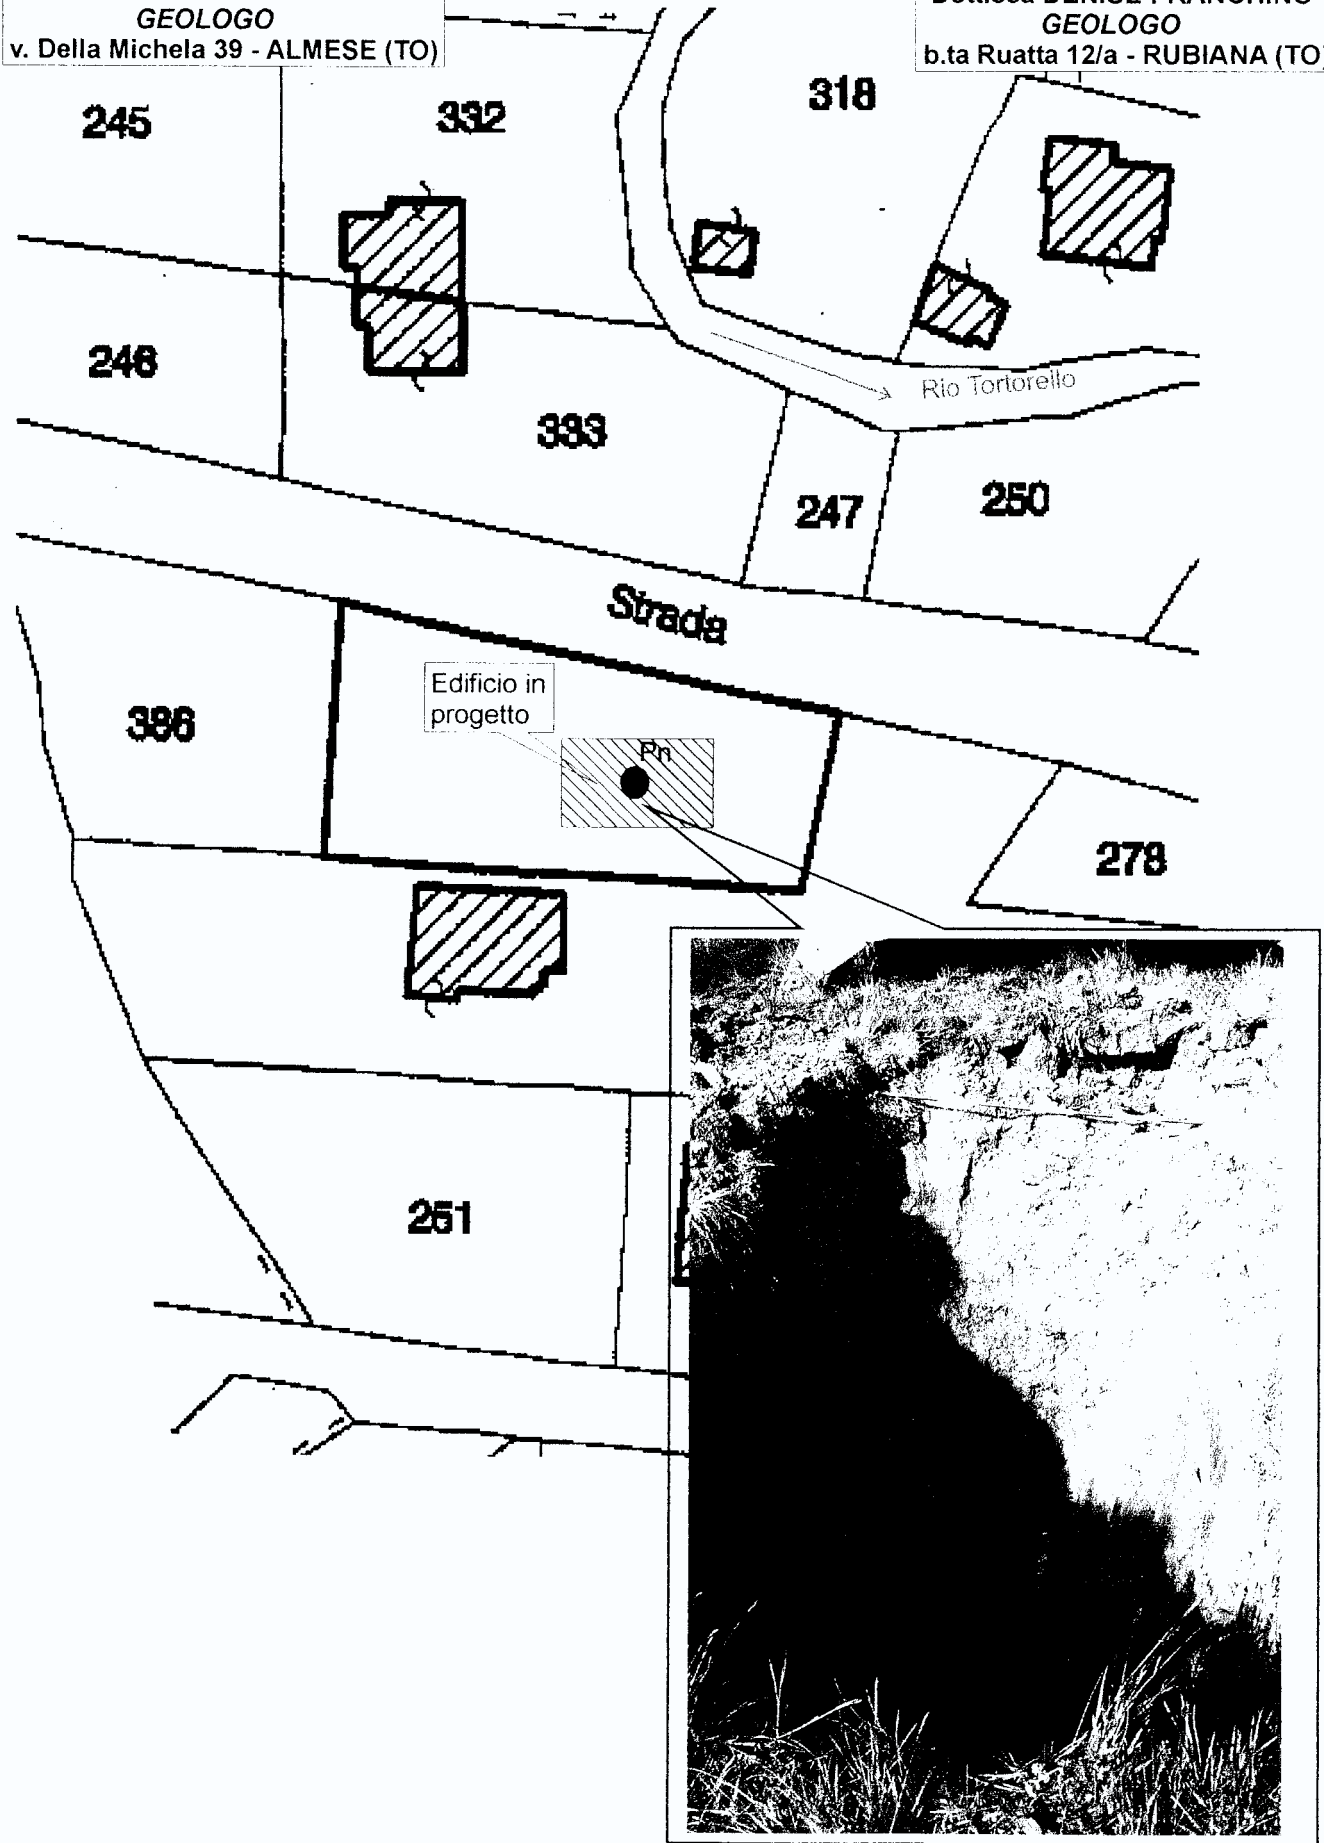 GEOLOGO
v. Della Michela 39 - ALMESE (TO)
GEOLOGO
b.ta Ruatta 12/a - RUBIANA (TO)
245
332
318
246
333
Rio Tortorello
247
250
Strada
Edificio in
progetto
Pn
386
278
251